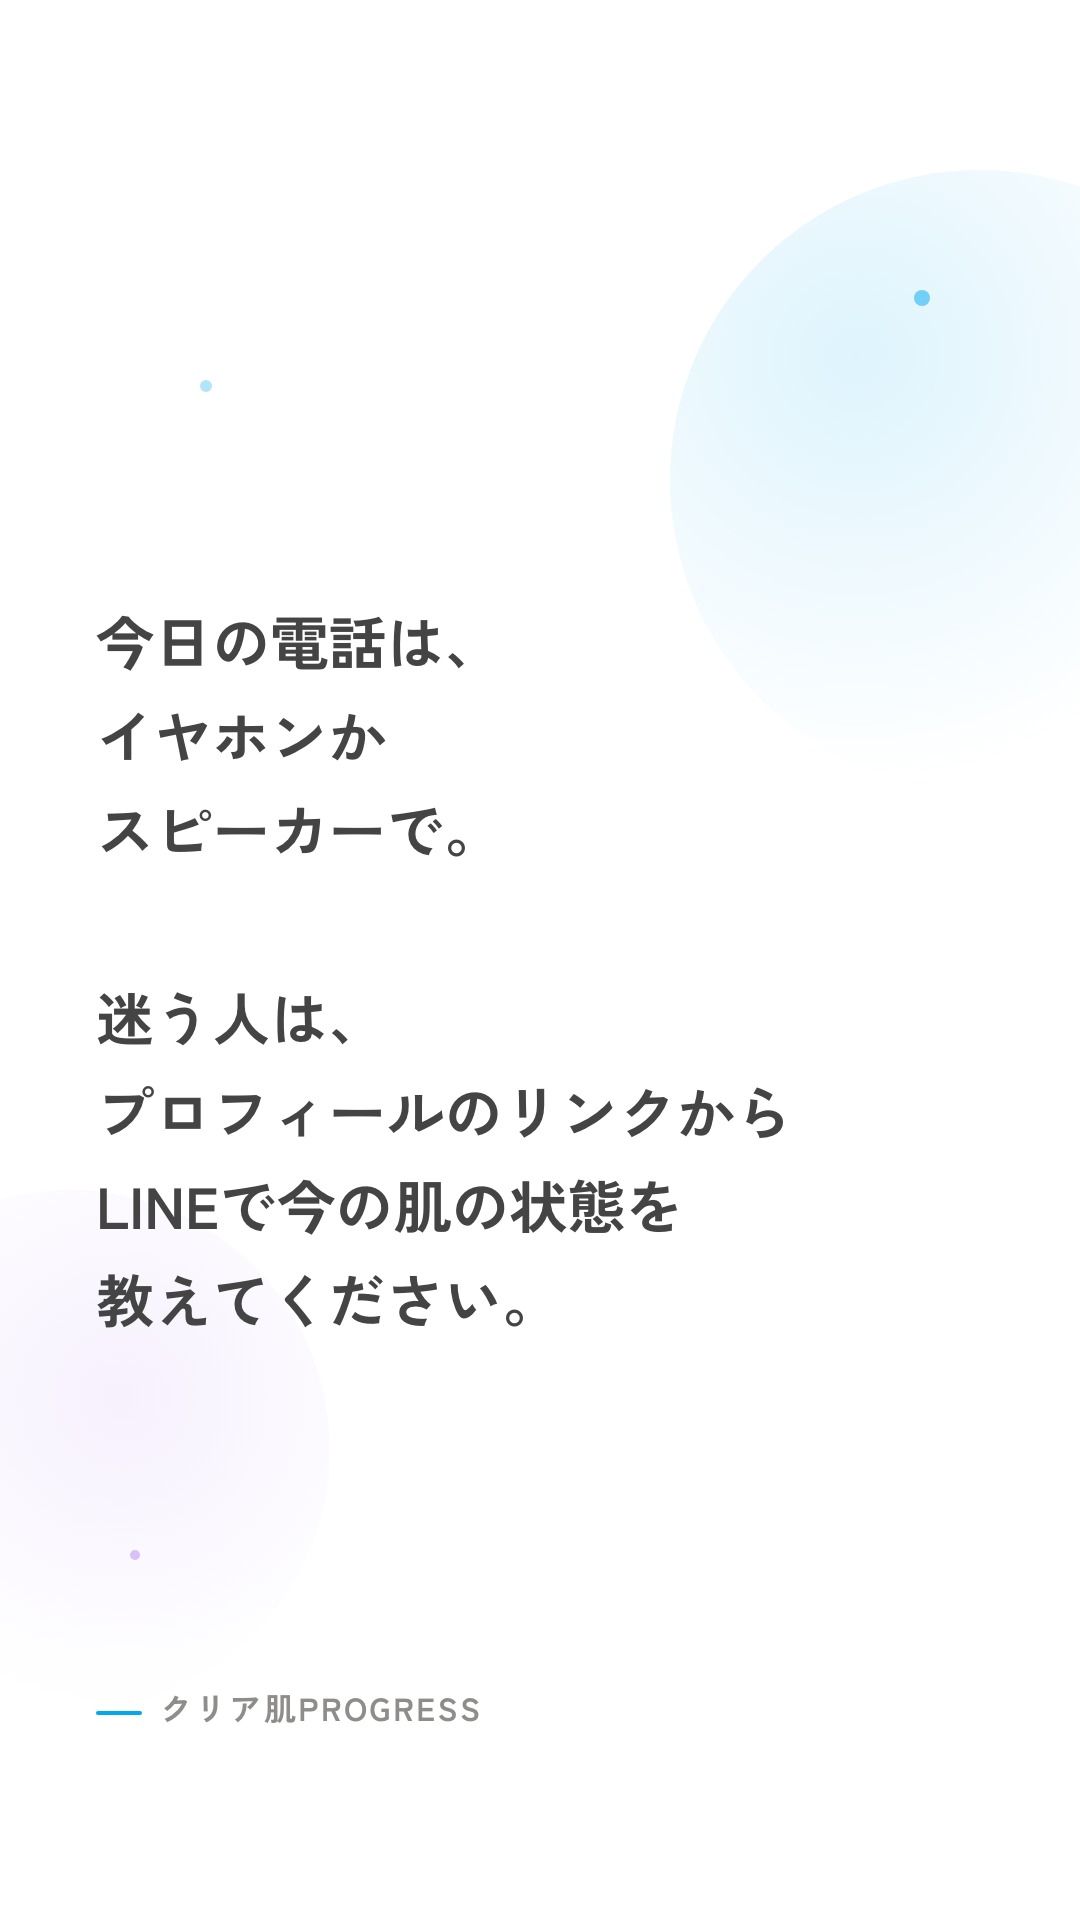 今日の電話は、
イヤホンか
スピーカーで。
迷う人は、
プロフィールのリンクから
LINEで今の肌の状態を
教えてください。
クリア肌PROGRESS